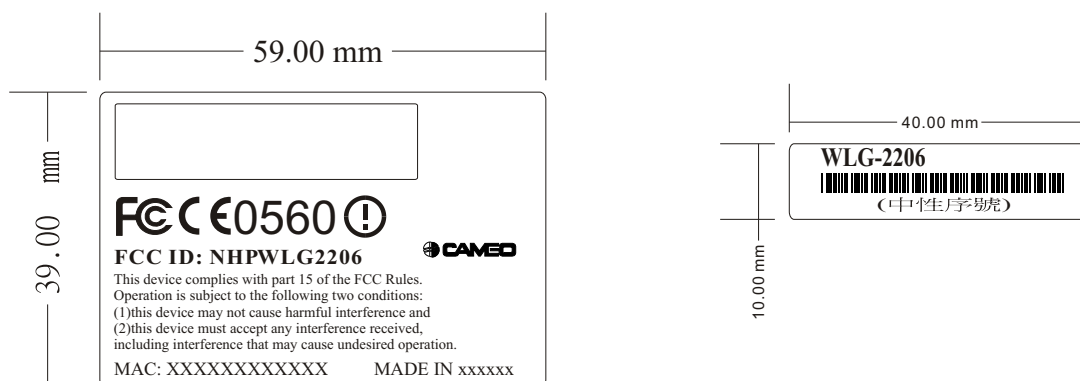 59.00 mm
39.00 mm
FCC CE0560
FCC ID: NHPWLG2206
CAMEO
This device complies with part 15 of the FCC Rules.
Operation is subject to the following two conditions:
(1)this device may not cause harmful interference and
(2)this device must accept any interference received,
including interference that may cause undesired operation.
MAC: XXXXXXXXXXXX MADE IN xxxxxx
40.00 mm
10.00 mm
WLG-2206
(中性序號)